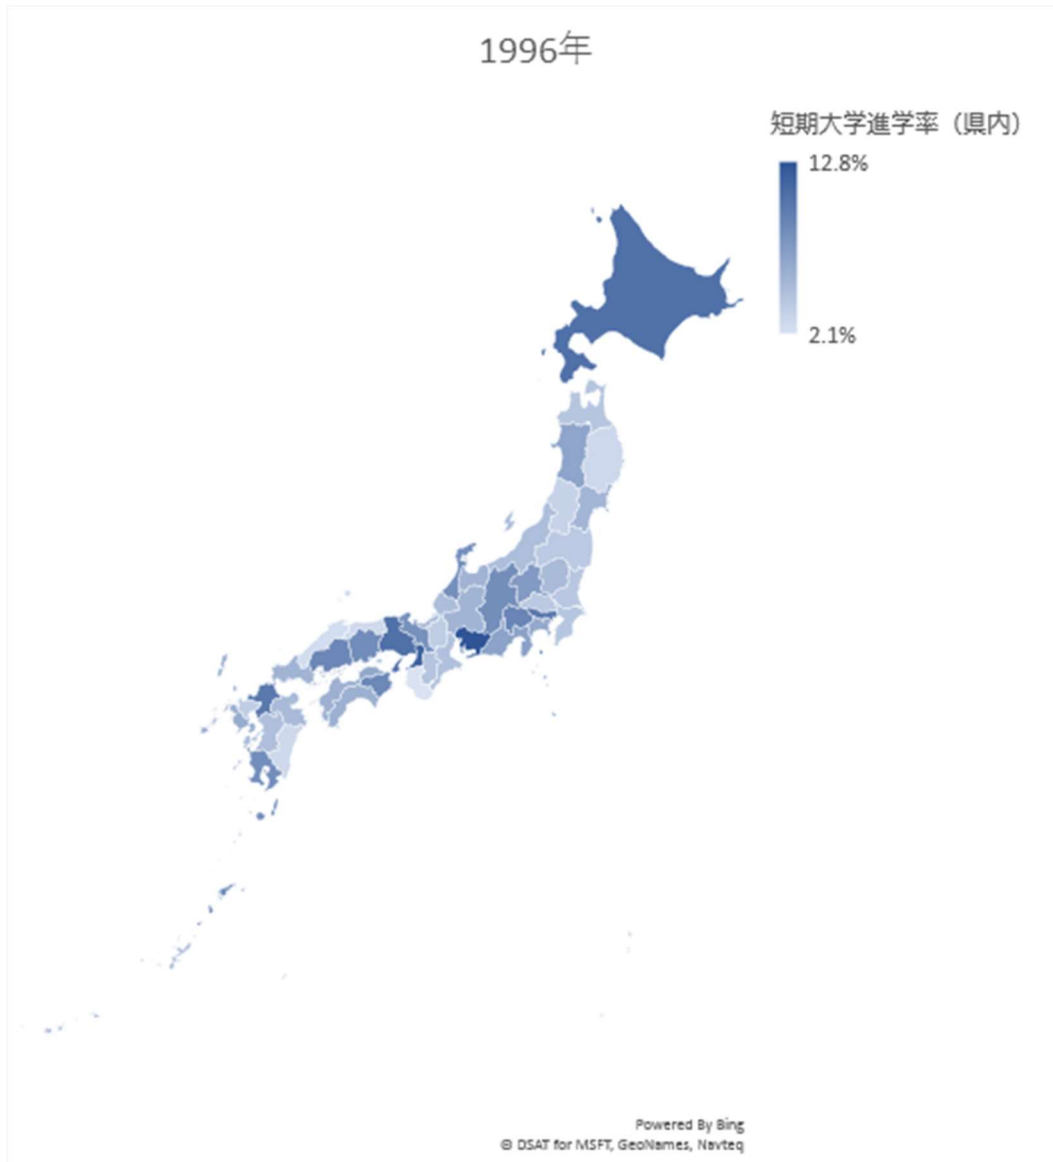 1996年
短期大学進学率（県内）
12.8%
2.1%
Powered By Bing
© DSAT for MSFT, GeoNames, Navteq